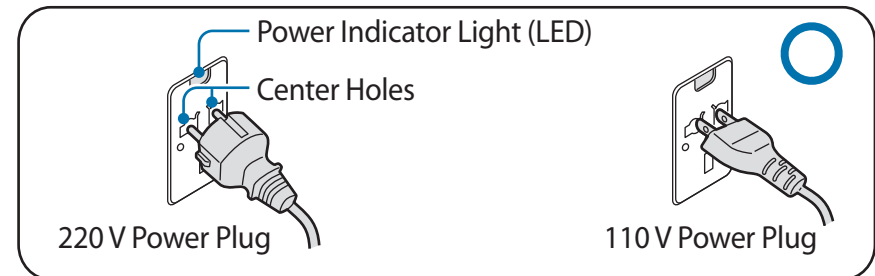 Power Indicator Light (LED)
Center Holes
220 V Power Plug
110 V Power Plug